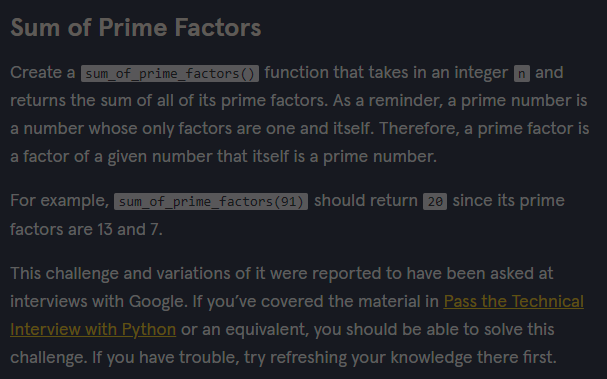 Sum of Prime Factors
Create a sum_of_prime_factors() function that takes in an integer n and
returns the sum of all of its prime factors. As a reminder, a prime number is
a number whose only factors are one and itself. Therefore, a prime factor is
a factor of a given number that itself is a prime number.
For example, sum_of_prime_factors(91) should return 20 since its prime
factors are 13 and 7.
This challenge and variations of it were reported to have been asked at
interviews with Google. If you’ve covered the material in Pass the Technical
Interview with Python or an equivalent, you should be able to solve this
challenge. If you have trouble, try refreshing your knowledge there first.